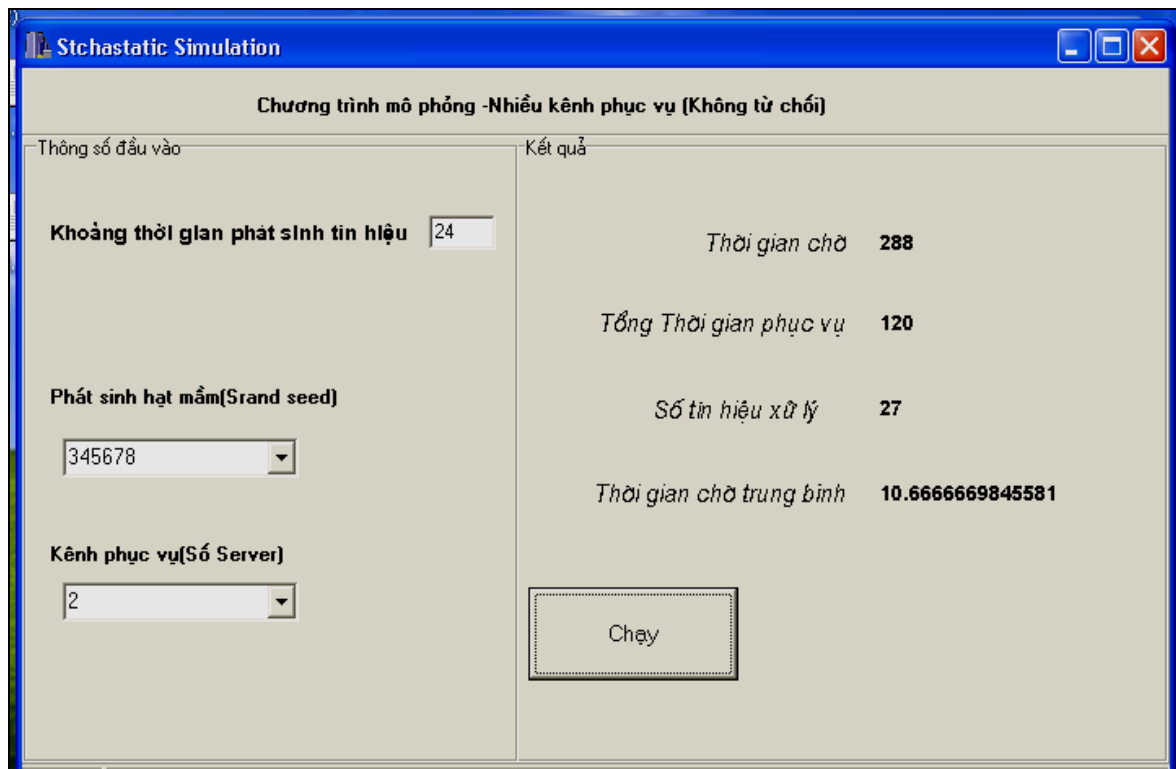 Stchastatic Simulation
Chương trình mô phỏng -Nhiều kênh phục vụ (Không từ chối)
Thông số đầu vào
Khoảng thời gian phát sinh tín hiệu 24
Phát sinh hạt mầm(Srand seed)
345678
Kênh phục vụ(Số Server)
2
Kết quả
Thời gian chờ 288
Tổng Thời gian phục vụ 120
Số tín hiệu xữ lý 27
Thời gian chờ trung bình 10.6666669845581
Chạy